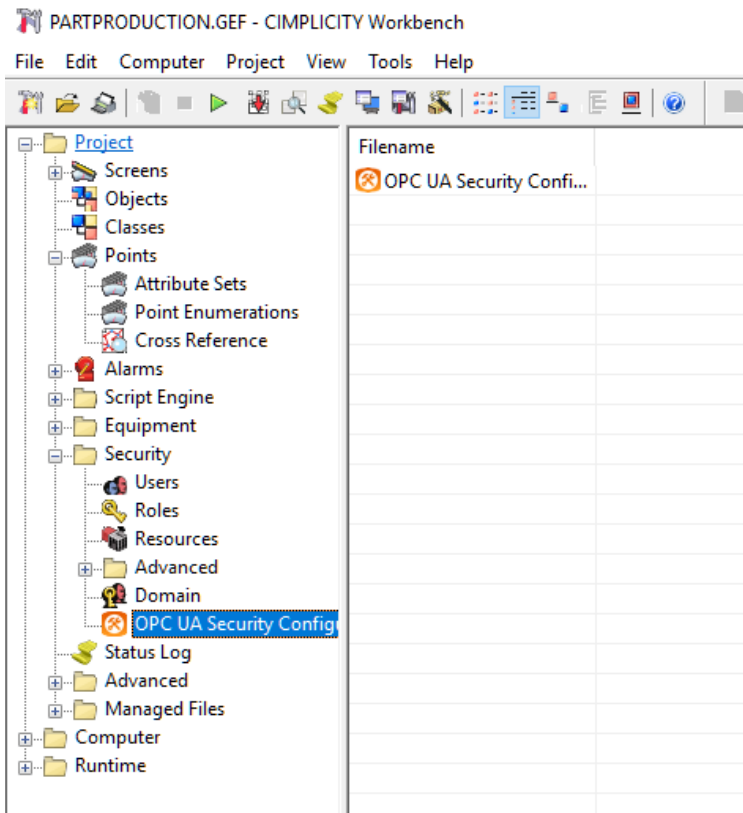 PARTPRODUCTION.GEF - CIMPLICITY Workbench
File Edit Computer Project View Tools Help
Project
Filename
Screens
OPC UA Security Confi...
Objects
Classes
Points
Attribute Sets
Point Enumerations
Cross Reference
Alarms
Script Engine
Equipment
Security
Users
Roles
Resources
Advanced
Domain
OPC UA Security Config
Status Log
Advanced
Managed Files
Computer
Runtime